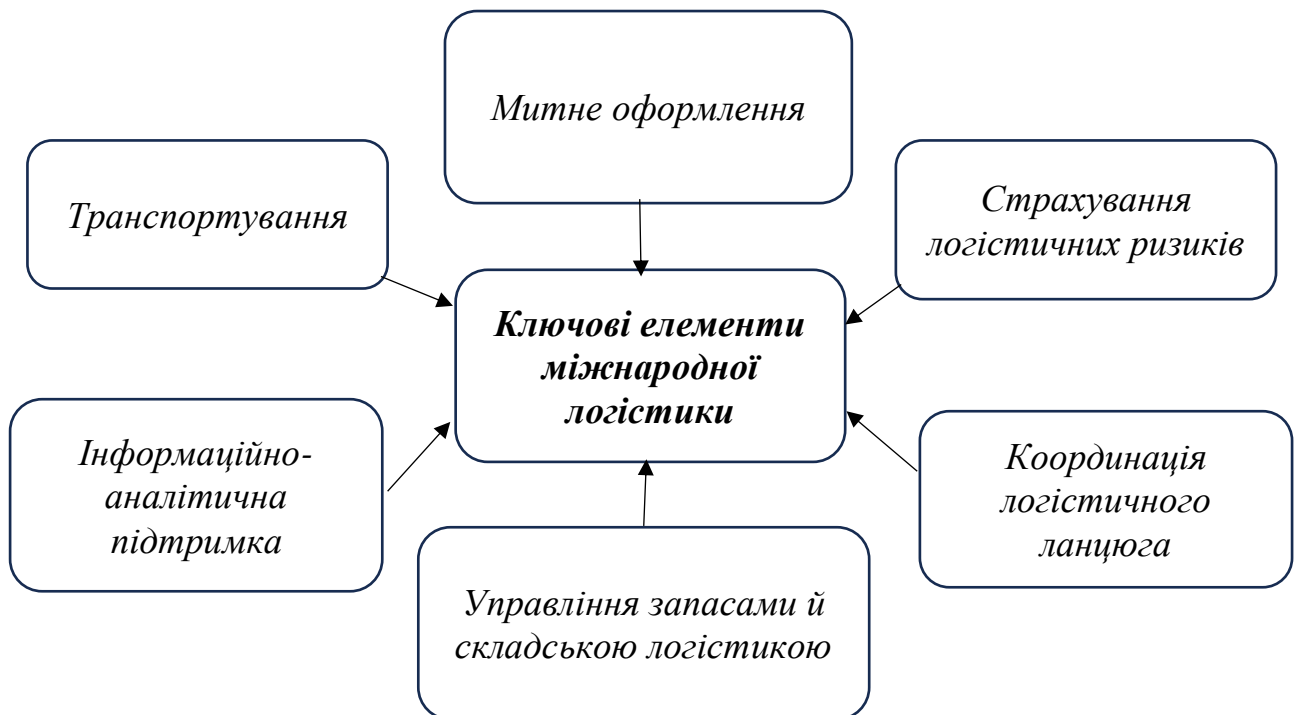 Митне оформлення
Транспортування
Страхування
логістичних ризиків
Ключові елементи
міжнародної
логістики
Інформаційно-
аналітична
підтримка
Координація
логістичного
ланцюга
Управління запасами й
складською логістикою